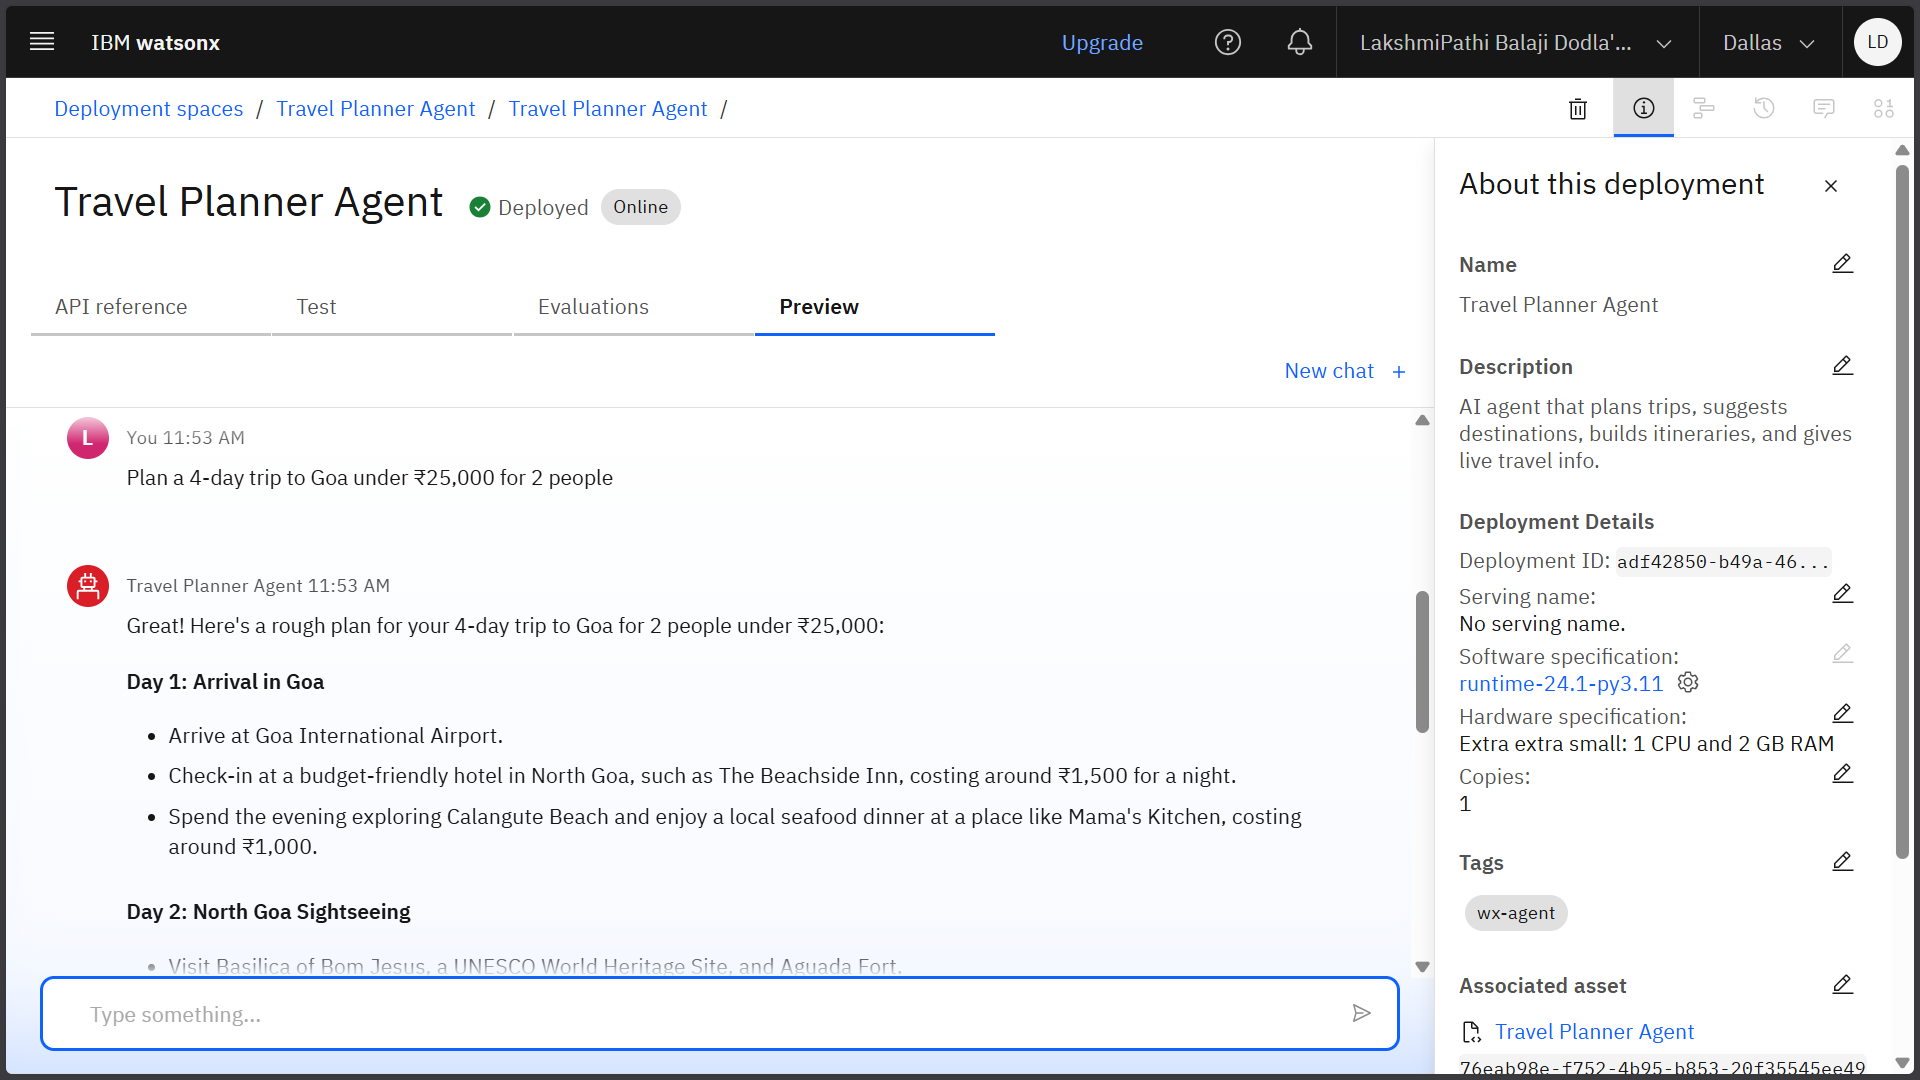 IBM watsonx
Upgrade
LakshmiPathi Balaji Dodla'...
Dallas
LD
Deployment spaces / Travel Planner Agent / Travel Planner Agent /
Travel Planner Agent
Deployed
Online
API reference
Test
Evaluations
Preview
New chat +
L
You 11:53 AM
Plan a 4-day trip to Goa under ₹25,000 for 2 people
Travel Planner Agent 11:53 AM
Great! Here's a rough plan for your 4-day trip to Goa for 2 people under ₹25,000:
Day 1: Arrival in Goa
• Arrive at Goa International Airport.
• Check-in at a budget-friendly hotel in North Goa, such as The Beachside Inn, costing around ₹1,500 for a night.
• Spend the evening exploring Calangute Beach and enjoy a local seafood dinner at a place like Mama's Kitchen, costing
around ₹1,000.
Day 2: North Goa Sightseeing
• Visit Basilica of Bom Jesus, a UNESCO World Heritage Site, and Aguada Fort.
Type something...
About this deployment
Name
Travel Planner Agent
Description
AI agent that plans trips, suggests
destinations, builds itineraries, and gives
live travel info.
Deployment Details
Deployment ID: adf42850-b49a-46...
Serving name:
No serving name.
Software specification:
runtime-24.1-py3.11
Hardware specification:
Extra extra small: 1 CPU and 2 GB RAM
Copies:
1
Tags
wx-agent
Associated asset
Travel Planner Agent
76eab98e-f752-4b95-b853-20f35545ee49